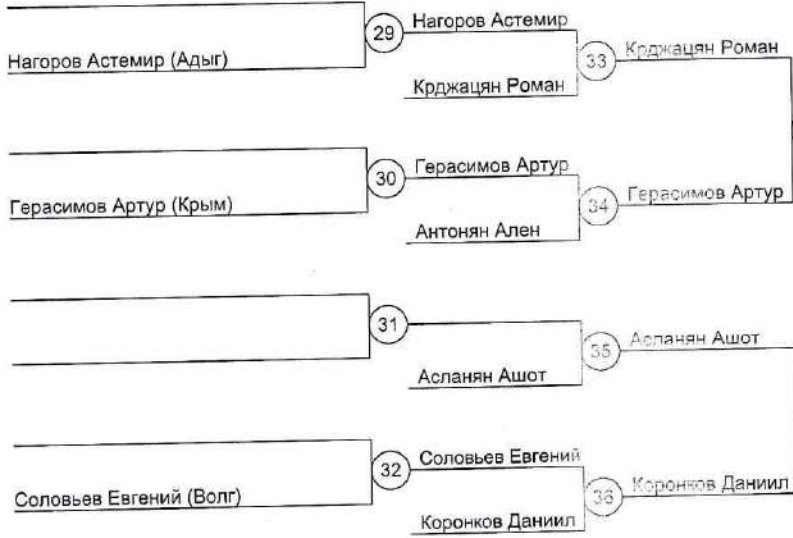 29 Нагоров Астемир
Нагоров Астемир (Адыг)
33 Крджацян Роман
Крджацян Роман
30 Герасимов Артур
Герасимов Артур (Крым)
34 Герасимов Артур
Антонян Ален
31
35 Асланян Ашот
Асланян Ашот
32 Соловьев Евгений
Соловьев Евгений (Волг)
36 Коронков Даниил
Коронков Даниил